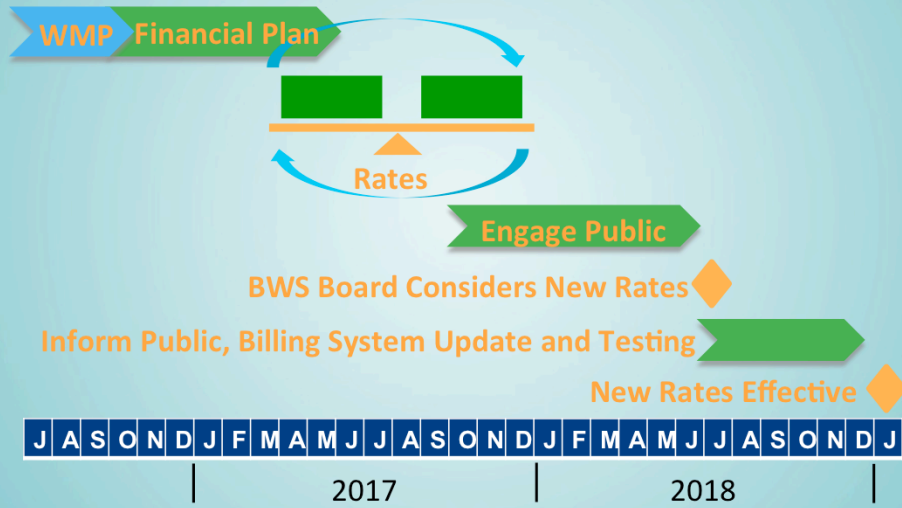 WMP Financial Plan
Rates
Engage Public
BWS Board Considers New Rates
Inform Public, Billing System Update and Testing
New Rates Effective
J A S O N D J F M A M J J A S O N D J F M A M J J A S O N D J
2017 2018